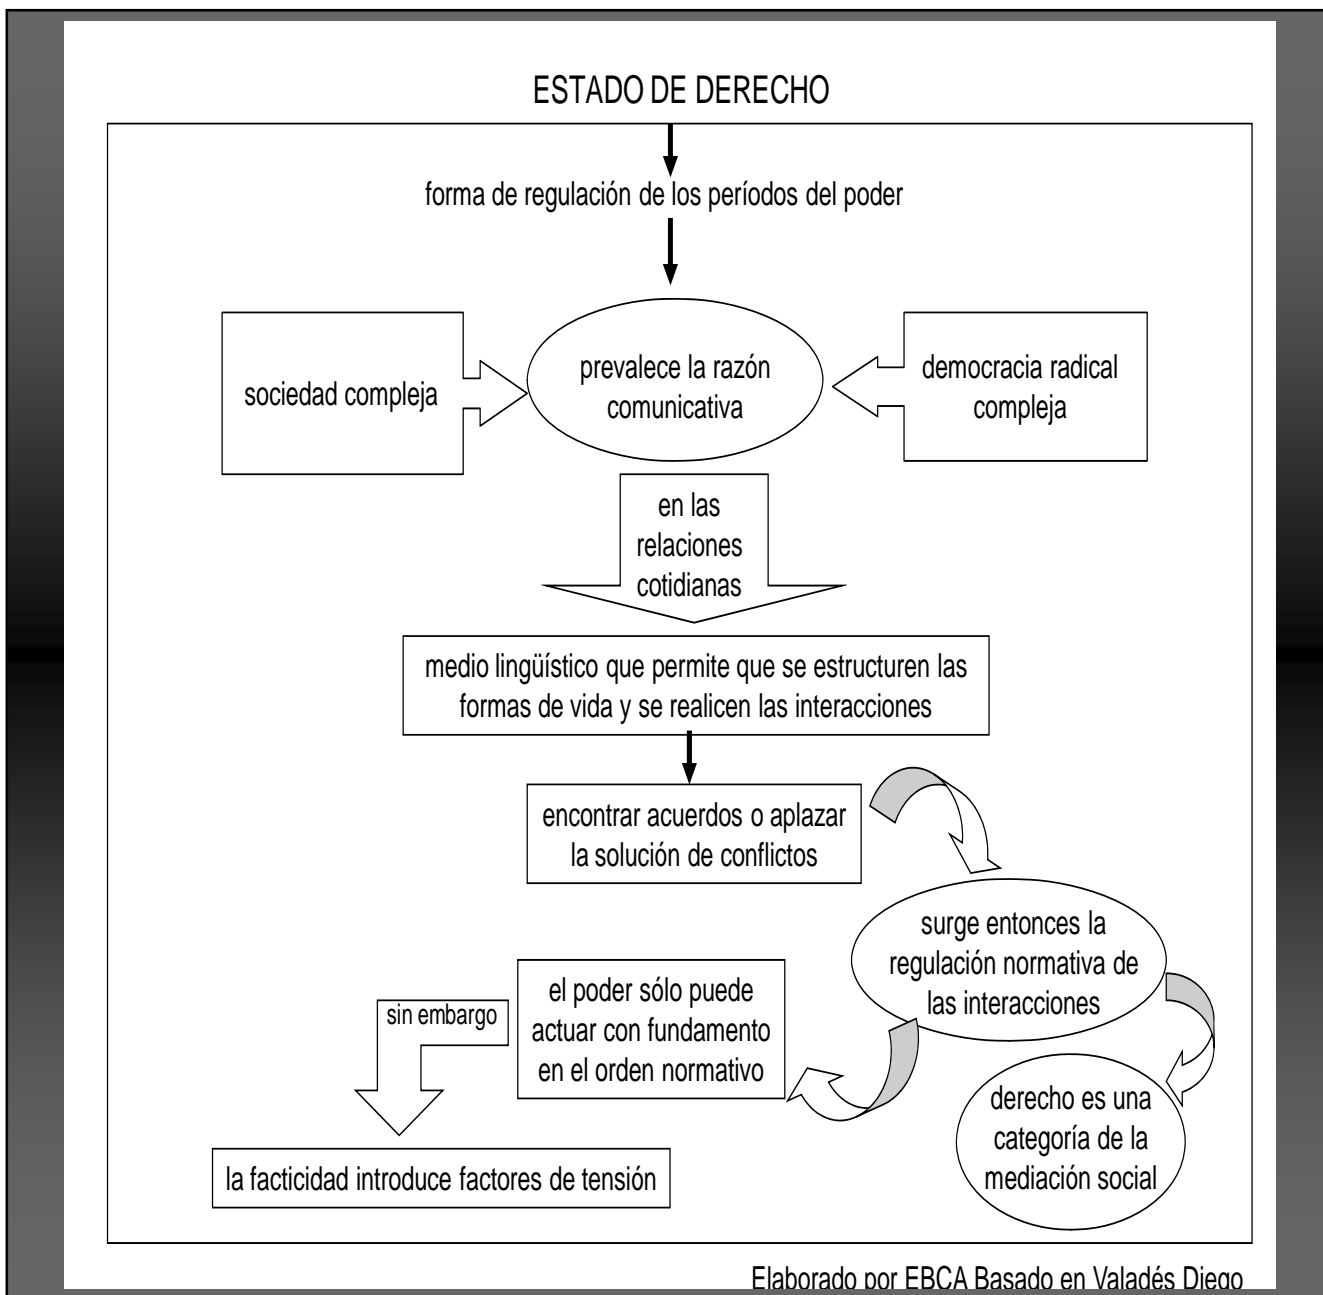 ESTADO DE DERECHO
forma de regulación de los períodos del poder
sociedad compleja
prevalece la razón
comunicativa
democracia radical
compleja
en las
relaciones
cotidianas
medio lingüístico que permite que se estructuren las
formas de vida y se realicen las interacciones
encontrar acuerdos o aplazar
la solución de conflictos
surge entonces la
regulación normativa de
las interacciones
el poder sólo puede
actuar con fundamento
en el orden normativo
sin embargo
derecho es una
categoría de la
mediación social
la facticidad introduce factores de tensión
Elaborado por EBCA Basado en Valadés Diego